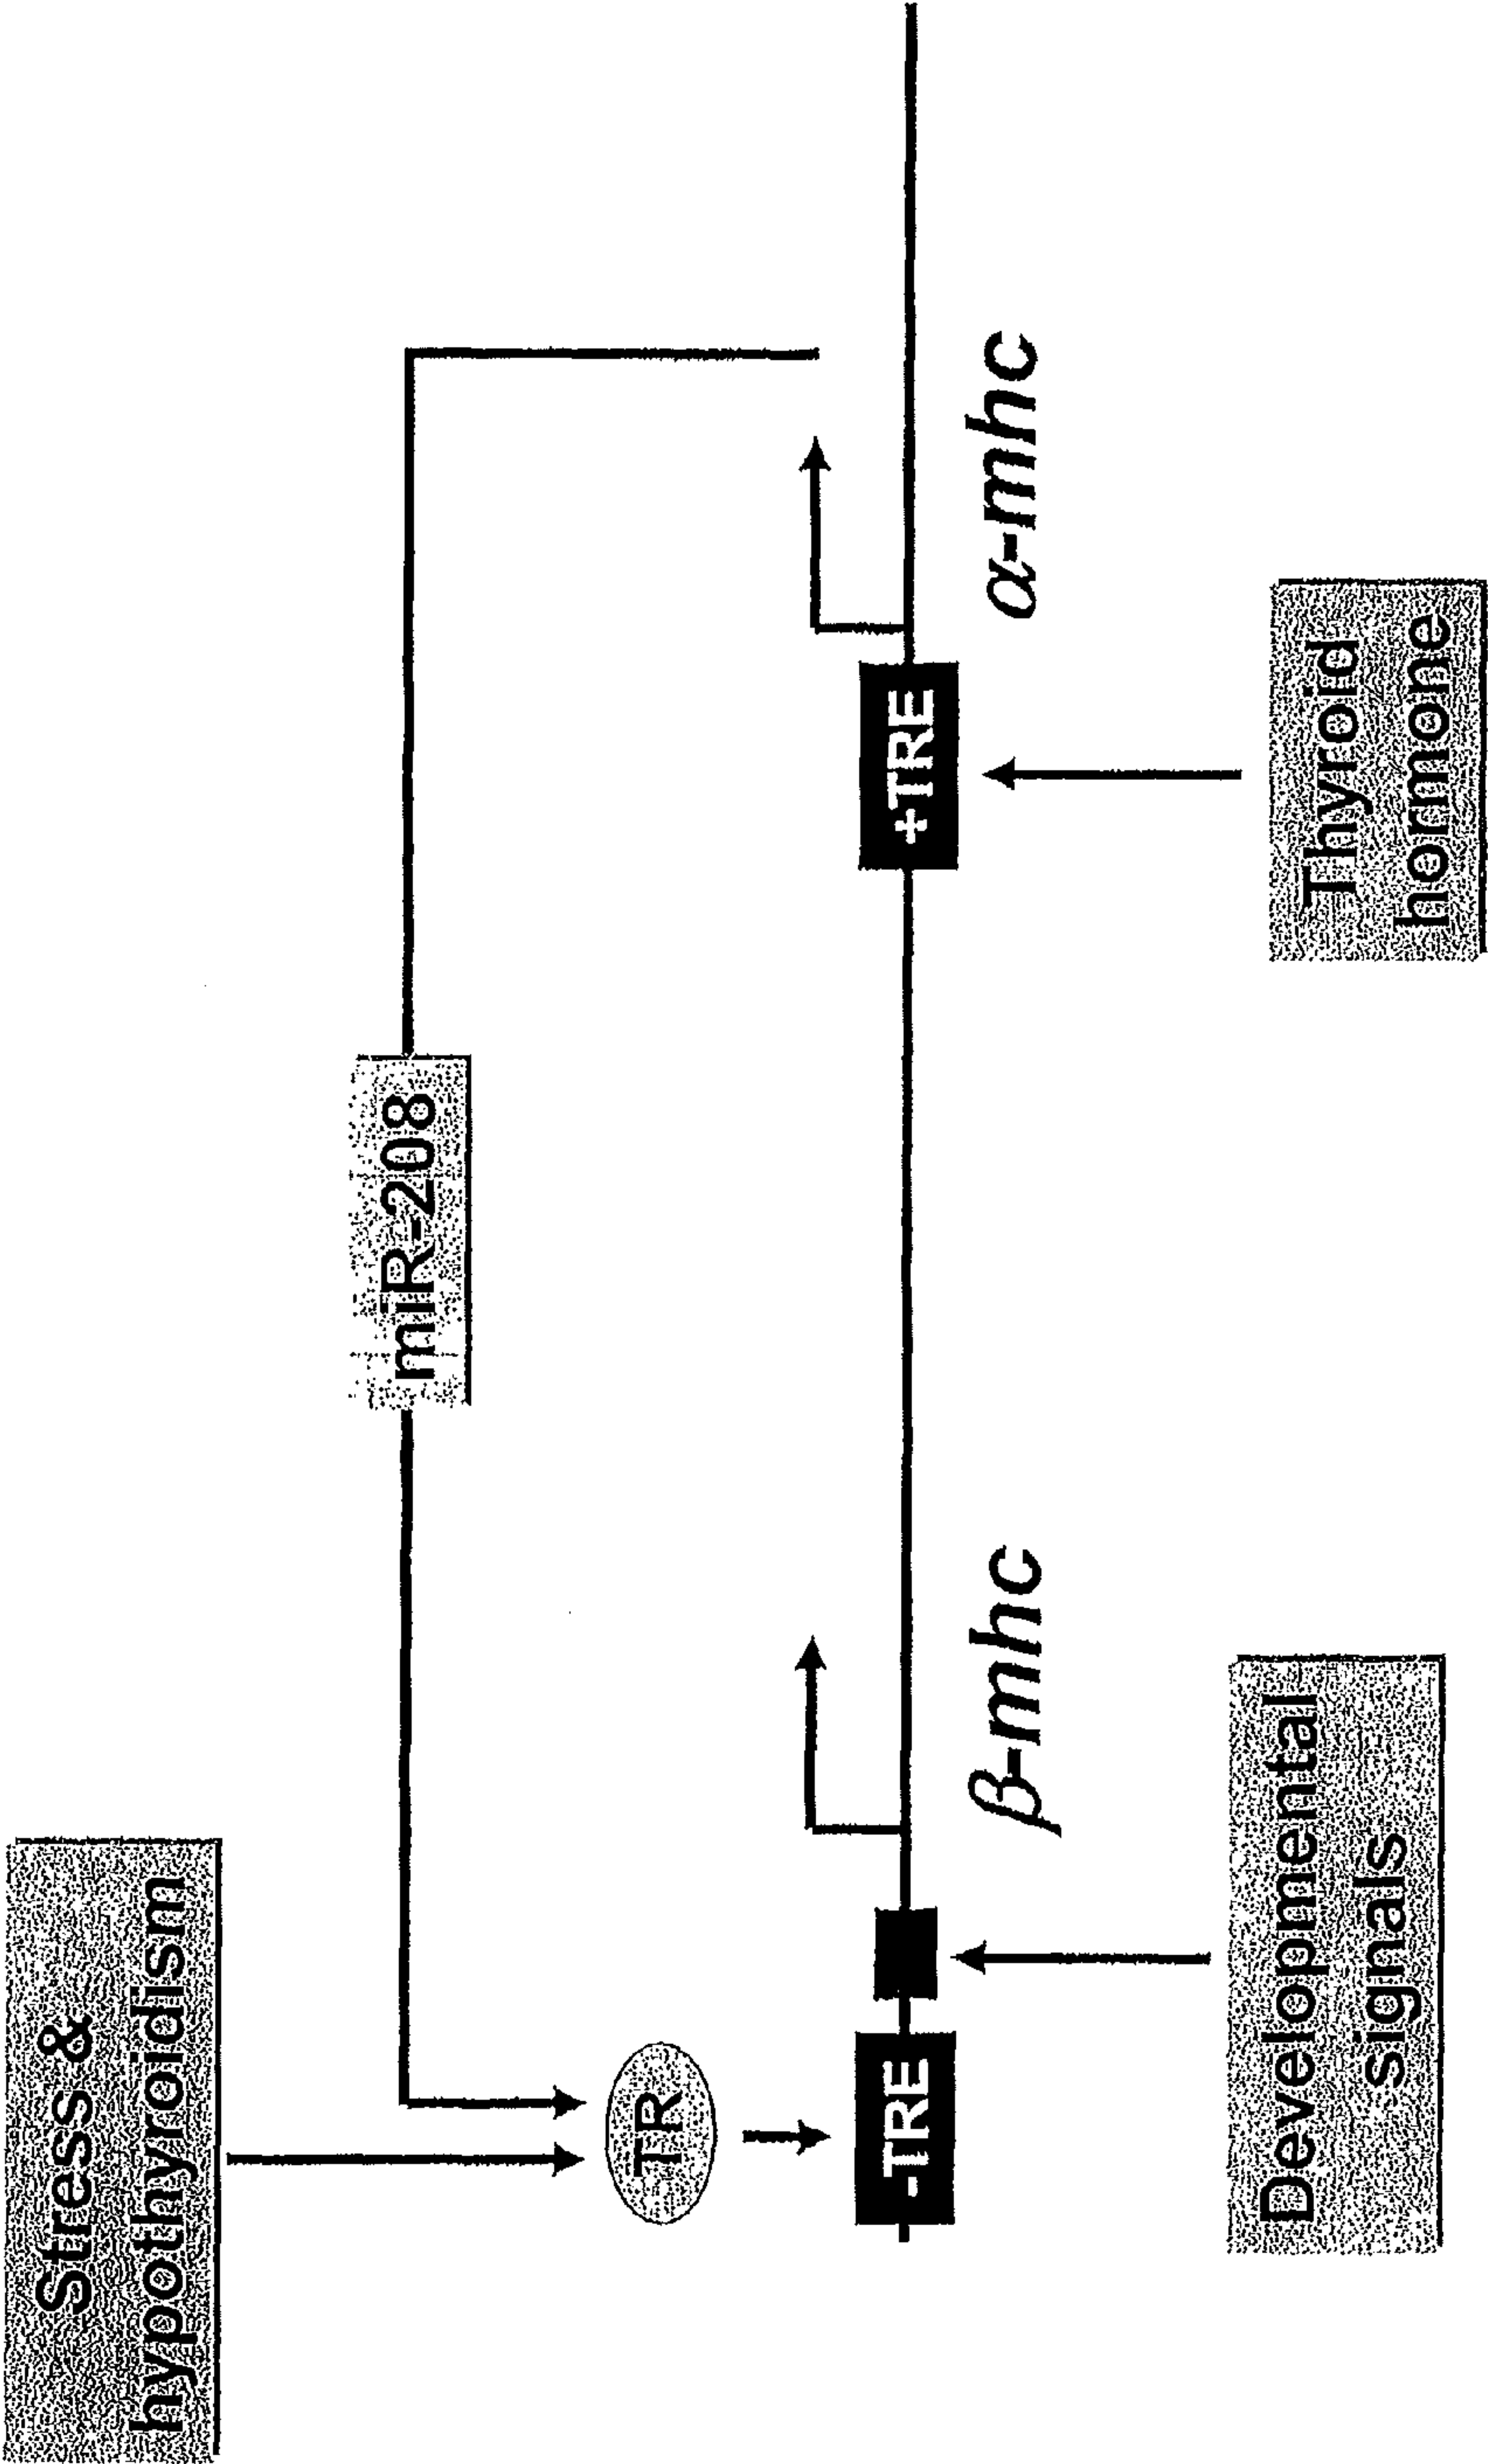 Stress &
hypothyroidism
miR-208
TR
-TRE
+TRE
β-mhc
α-mhc
Developmental
signals
Thyroid
hormone